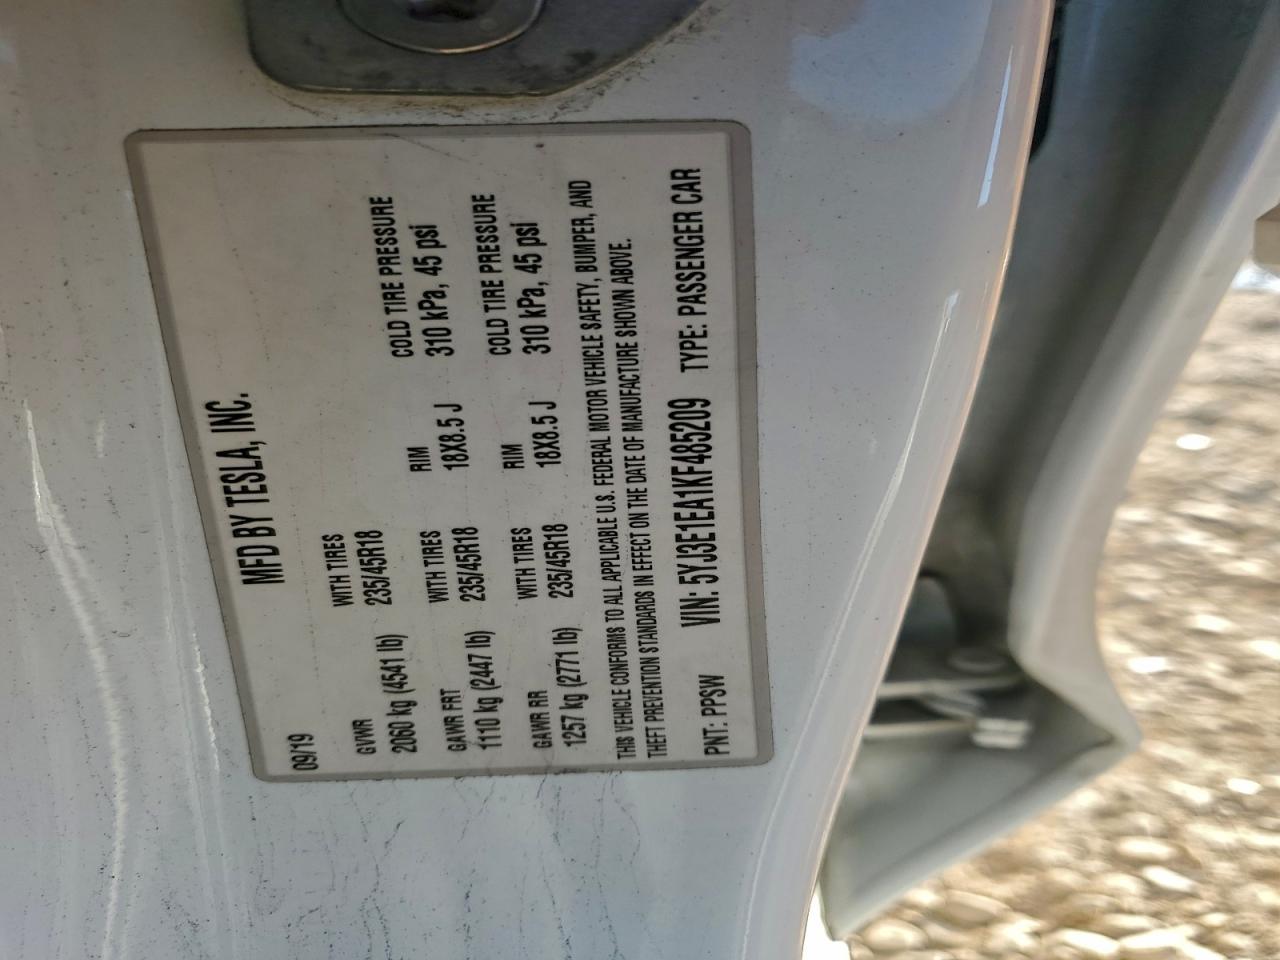 MFD BY TESLA, INC.
09/19
GVWR WITH TIRES RIM COLD TIRE PRESSURE
2060 kg (4541 lb) 235/45R18 18X8.5 J 310 kPa, 45 psi
GAWR FRT WITH TIRES RIM COLD TIRE PRESSURE
1110 kg (2447 lb) 235/45R18 18X8.5 J 310 kPa, 45 psi
GAWR RR WITH TIRES
1257 kg (2771 lb) 235/45R18
THIS VEHICLE CONFORMS TO ALL APPLICABLE U.S. FEDERAL MOTOR VEHICLE SAFETY, BUMPER, AND
THEFT PREVENTION STANDARDS IN EFFECT ON THE DATE OF MANUFACTURE SHOWN ABOVE.
PNT: PPSW VIN: 5YJ3E1EA1KF485209 TYPE: PASSENGER CAR